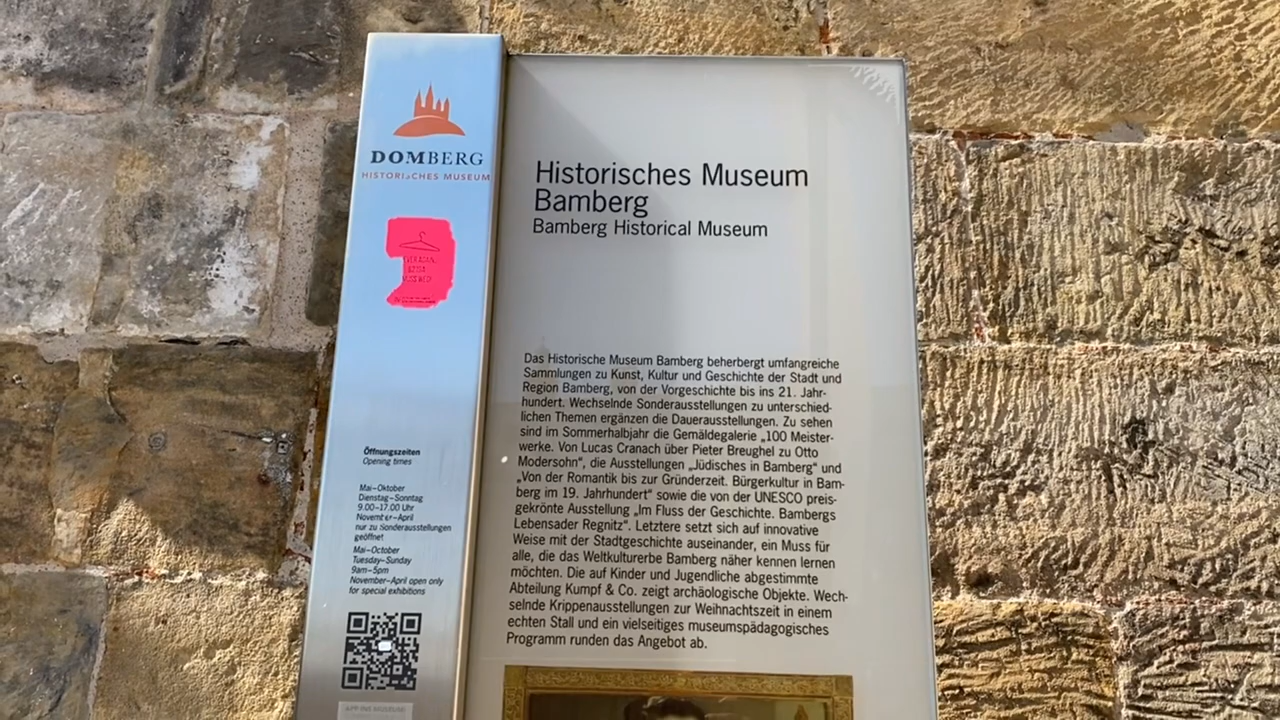 DOMBERG
HISTORISCHES MUSEUM
Öffnungszeiten
Opening times
Mai–Oktober
Dienstag–Sonntag
9.00–17.00 Uhr
November–April
nur zu Sonderausstellungen
geöffnet
Mai–October
Tuesday–Sunday
9am–5pm
November–April open only
for special exhibitions
Historisches Museum
Bamberg
Bamberg Historical Museum
Das Historische Museum Bamberg beherbergt umfangreiche
Sammlungen zu Kunst, Kultur und Geschichte der Stadt und
Region Bamberg, von der Vorgeschichte bis ins 21. Jahr-
hundert. Wechselnde Sonderausstellungen zu unterschied-
lichen Themen ergänzen die Dauerausstellungen. Zu sehen
sind im Sommerhalbjahr die Gemäldegalerie „100 Meister-
werke. Von Lucas Cranach über Pieter Breughel zu Otto
Modersohn“, die Ausstellungen „Jüdisches in Bamberg“ und
„Von der Romantik bis zur Gründerzeit. Bürgerkultur in Bam-
berg im 19. Jahrhundert“ sowie die von der UNESCO preis-
gekrönte Ausstellung „Im Fluss der Geschichte. Bambergs
Lebensader Regnitz“. Letztere setzt sich auf innovative
Weise mit der Stadtgeschichte auseinander, ein Muss für
alle, die das Weltkulturerbe Bamberg näher kennen lernen
möchten. Die auf Kinder und Jugendliche abgestimmte
Abteilung Kumpf & Co. zeigt archäologische Objekte. Wech-
selnde Krippenausstellungen zur Weihnachtszeit in einem
echten Stall und ein vielseitiges museumspädagogisches
Programm runden das Angebot ab.